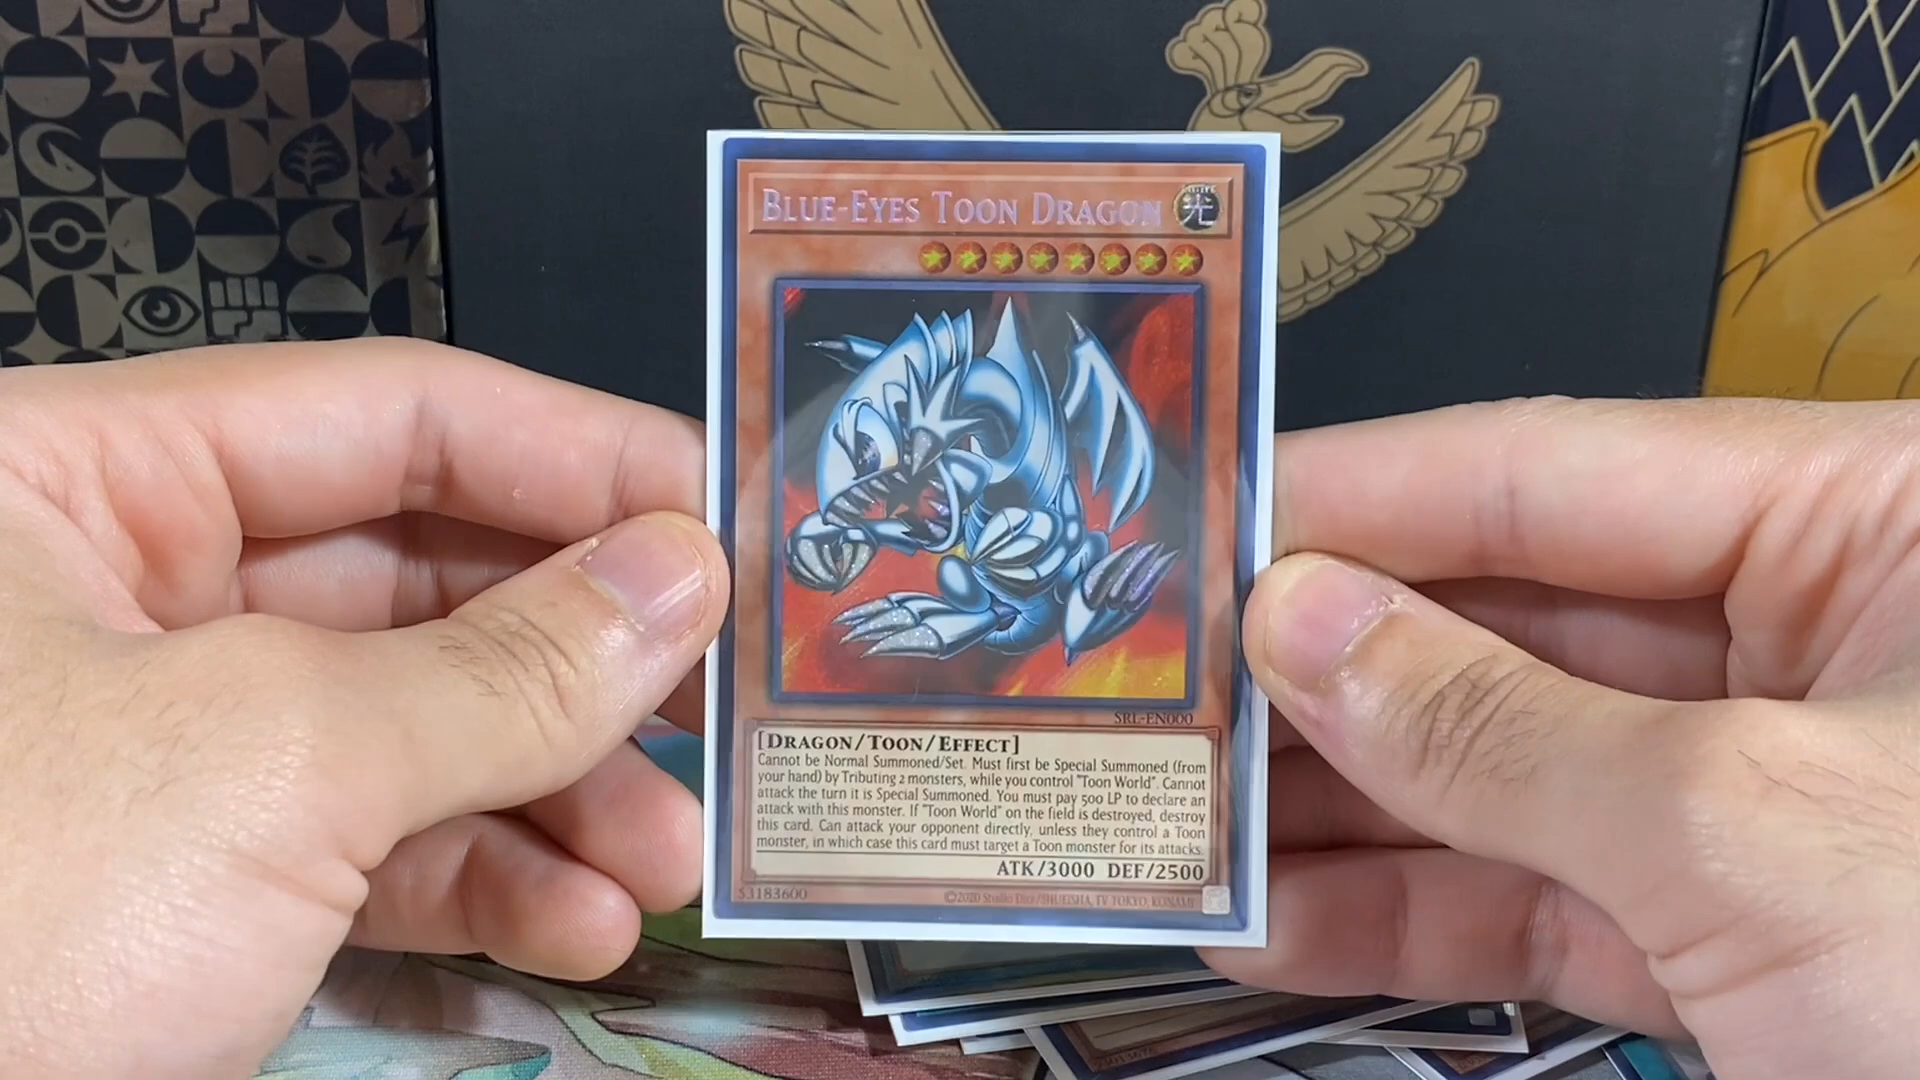 BLUE-EYES TOON DRAGON
LIGHT
光
SRL-EN000
[DRAGON/TOON/EFFECT]
Cannot be Normal Summoned/Set. Must first be Special Summoned (from
your hand) by Tributing 2 monsters, while you control "Toon World". Cannot
attack the turn it is Special Summoned. You must pay 500 LP to declare an
attack with this monster. If "Toon World" on the field is destroyed, destroy
this card. Can attack your opponent directly, unless they control a Toon
monster, in which case this card must target a Toon monster for its attacks.
ATK/3000 DEF/2500
53183600
©2020 Studio Dice/SHUEISHA, TV TOKYO, KONAMI